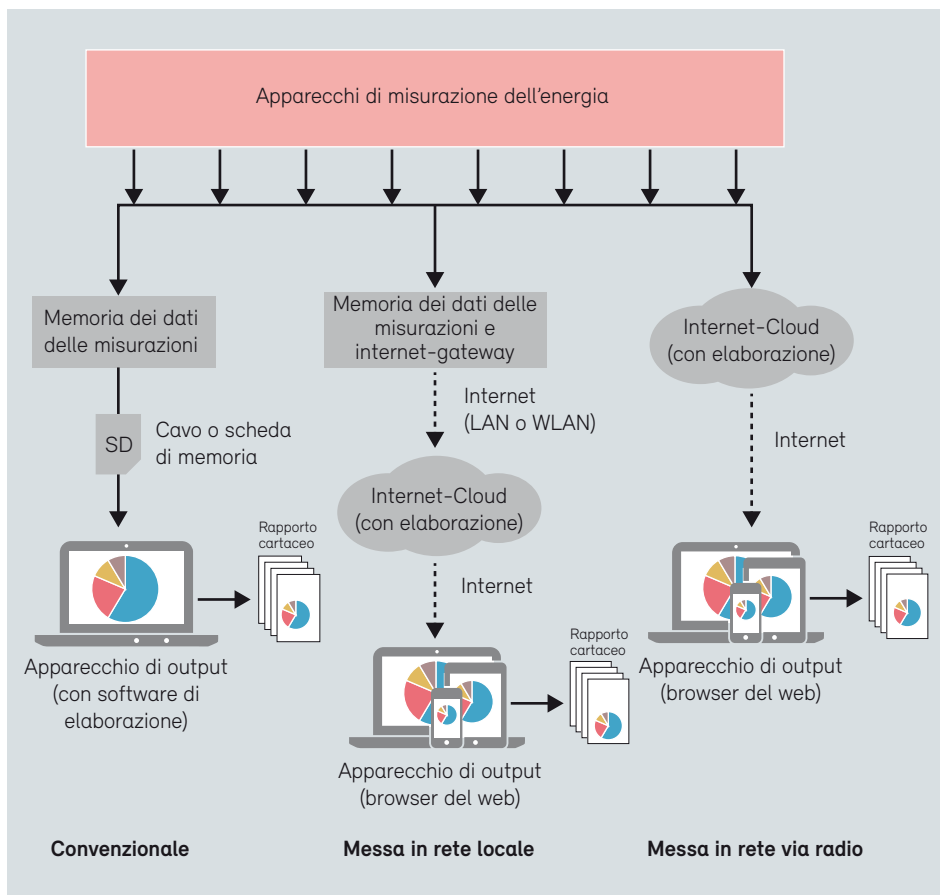 Apparecchi di misurazione dell'energia
Memoria dei dati
delle misurazioni
SD
Cavo o scheda
di memoria
Rapporto
cartaceo
Apparecchio di output
(con software di
elaborazione)
Convenzionale
Memoria dei dati delle
misurazioni e
internet-gateway
Internet
(LAN o WLAN)
Internet-Cloud
(con elaborazione)
Internet
Rapporto
cartaceo
Apparecchio di output
(browser del web)
Messa in rete locale
Internet-Cloud
(con elaborazione)
Internet
Rapporto
cartaceo
Apparecchio di output
(browser del web)
Messa in rete via radio